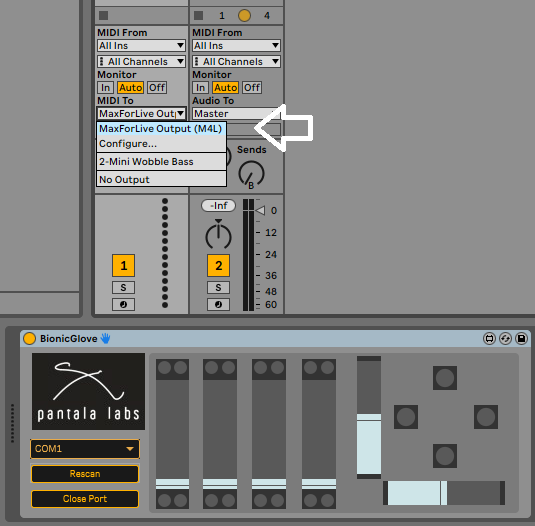 1 4
MIDI From MIDI From
All Ins All Ins
All Channels All Channels
Monitor Monitor
In Auto Off In Auto Off
MIDI To Audio To
MaxForLive Outp Master
MaxForLive Output (M4L)
Configure...
2-Mini Wobble Bass
No Output
Sends
B
-Inf
0
12
24
36
48
60
1 2
S S
BionicGlove
pantala labs
COM1
Rescan
Close Port